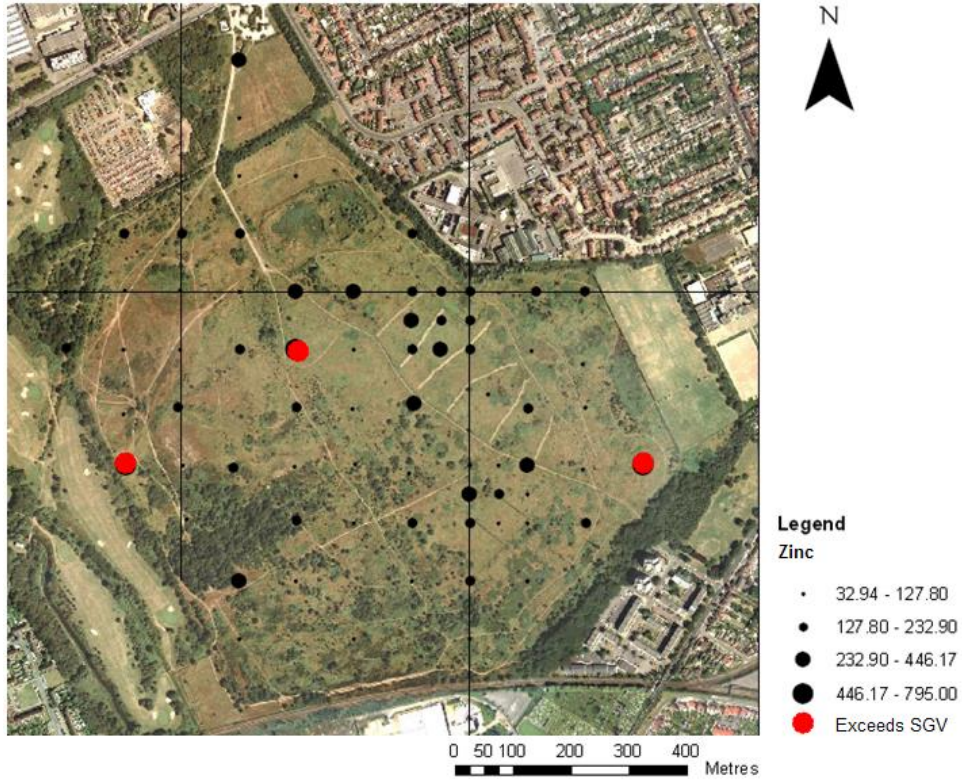 N
Legend
Zinc
32.94 - 127.80
127.80 - 232.90
232.90 - 446.17
446.17 - 795.00
Exceeds SGV
0 50 100 200 300 400
Metres